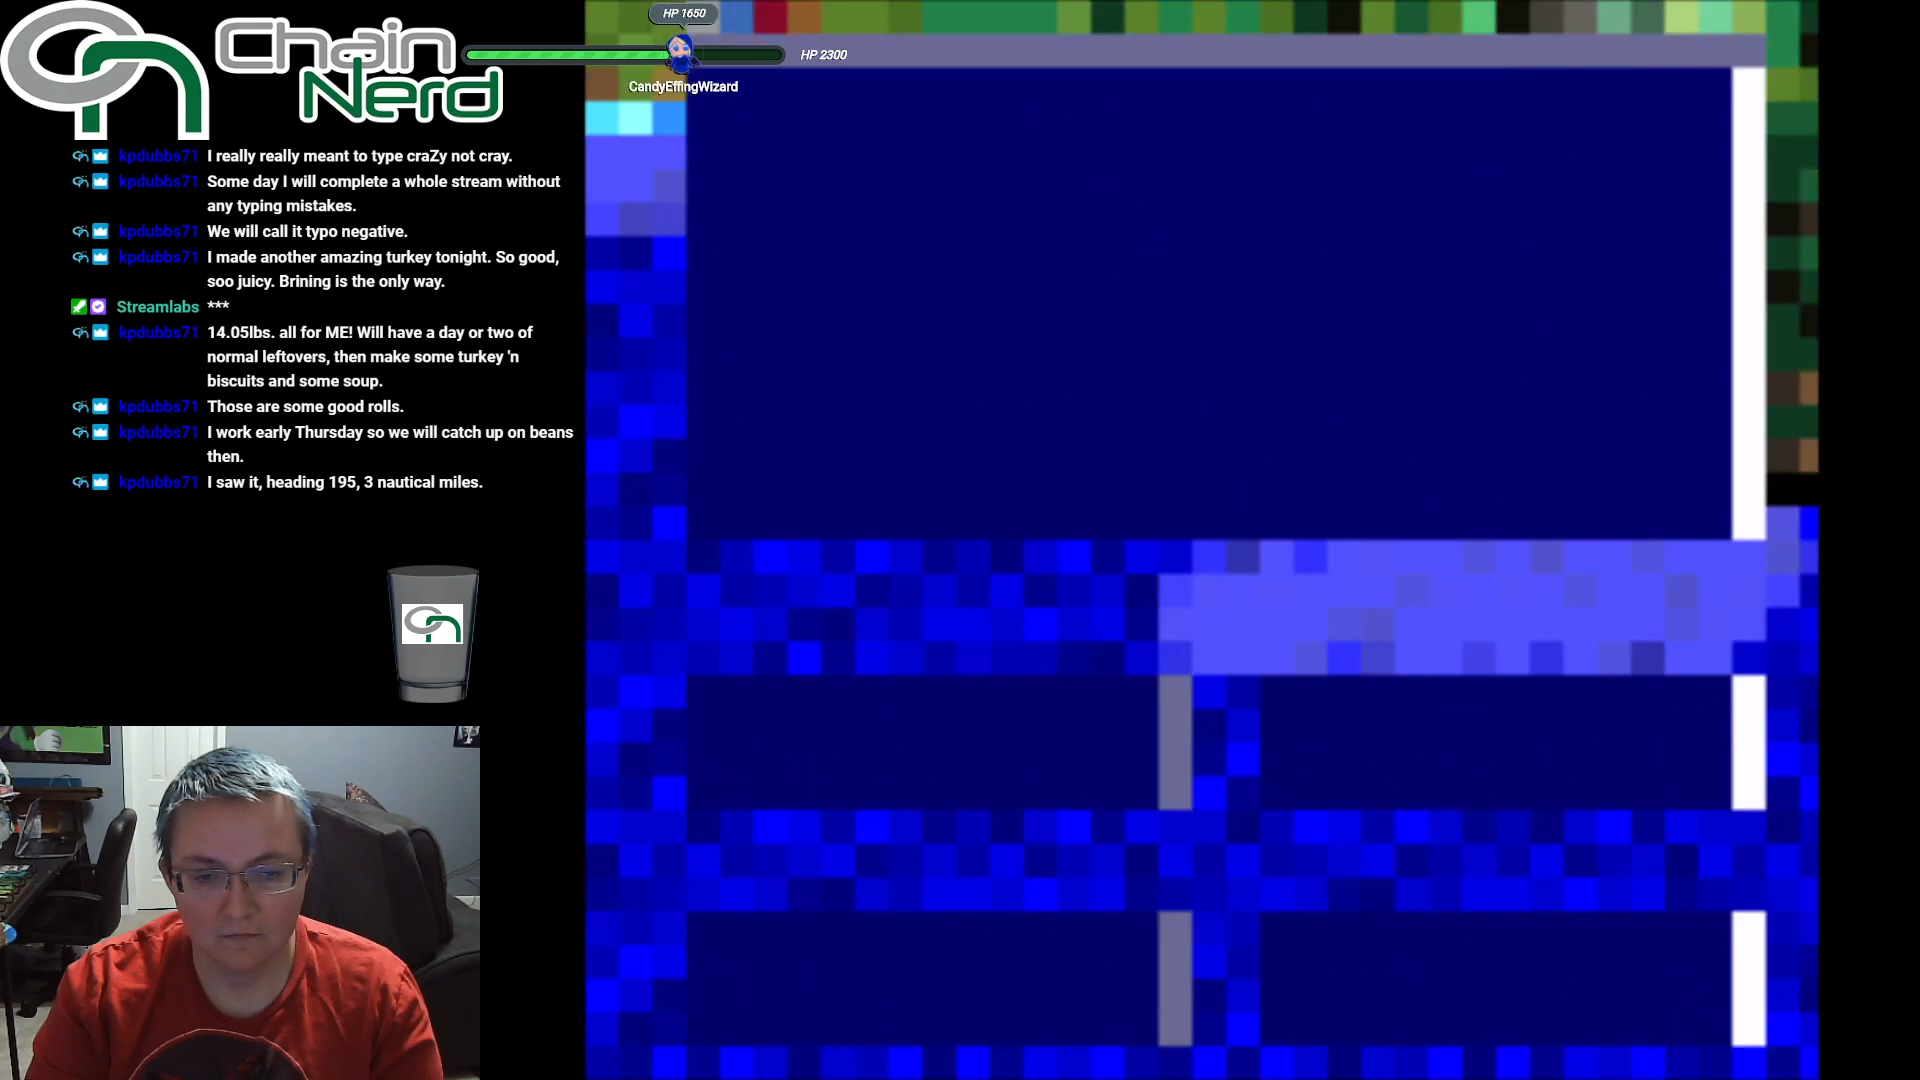 Chain
Nerd
HP 1650
HP 2300
CandyEffingWizard
kpdubbs71 I really really meant to type craZy not cray.
kpdubbs71 Some day I will complete a whole stream without
any typing mistakes.
kpdubbs71 We will call it typo negative.
kpdubbs71 I made another amazing turkey tonight. So good,
soo juicy. Brining is the only way.
Streamlabs ***
kpdubbs71 14.05lbs. all for ME! Will have a day or two of
normal leftovers, then make some turkey 'n
biscuits and some soup.
kpdubbs71 Those are some good rolls.
kpdubbs71 I work early Thursday so we will catch up on beans
then.
kpdubbs71 I saw it, heading 195, 3 nautical miles.